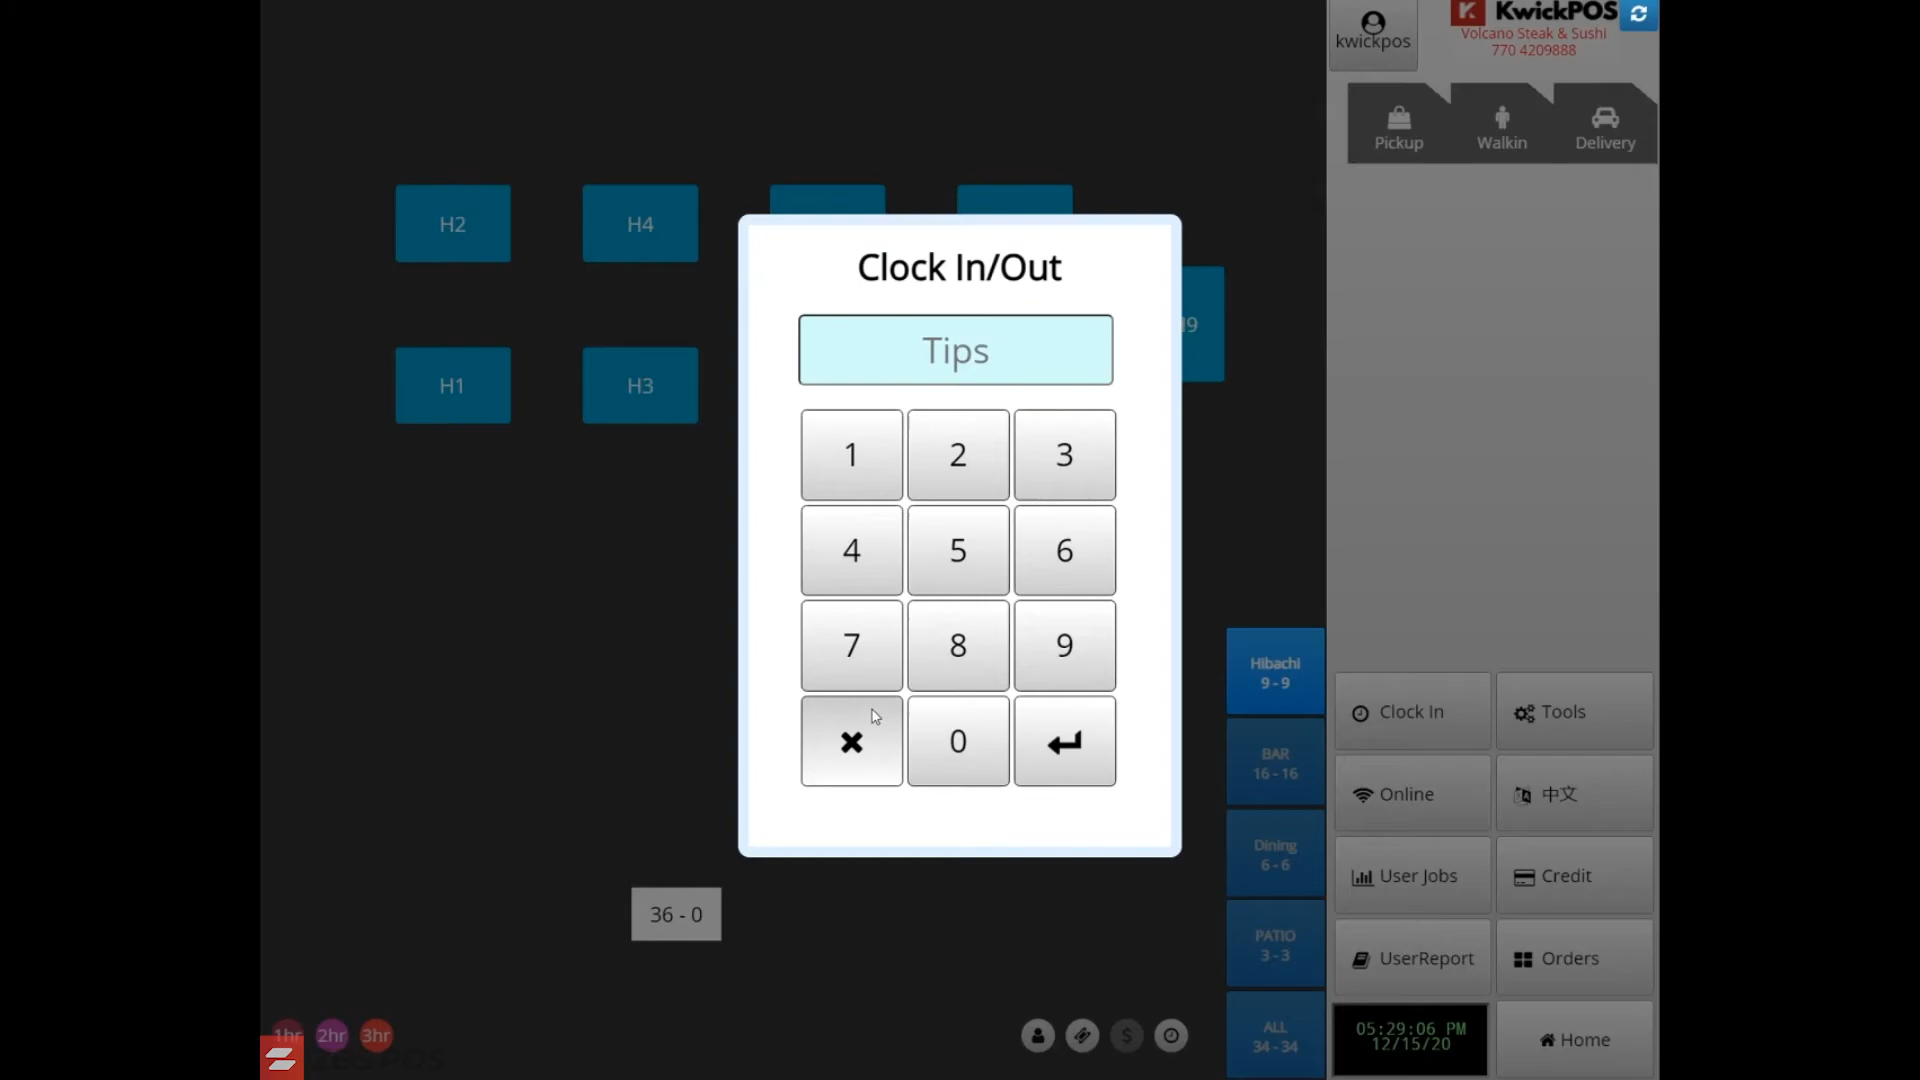 kwickpos
KwickPOS
Volcano Steak & Sushi
770 4209888
Pickup
Walkin
Delivery
H2
H4
H1
H3
Clock In/Out
Tips
1
2
3
4
5
6
7
8
9
0
36 - 0
Hibachi
9 - 9
BAR
16 - 16
Dining
6 - 6
PATIO
3 - 3
ALL
34 - 34
Clock In
Tools
Online
中文
User Jobs
Credit
UserReport
Orders
05:29:06 PM
12/15/20
Home
1hr
2hr
3hr